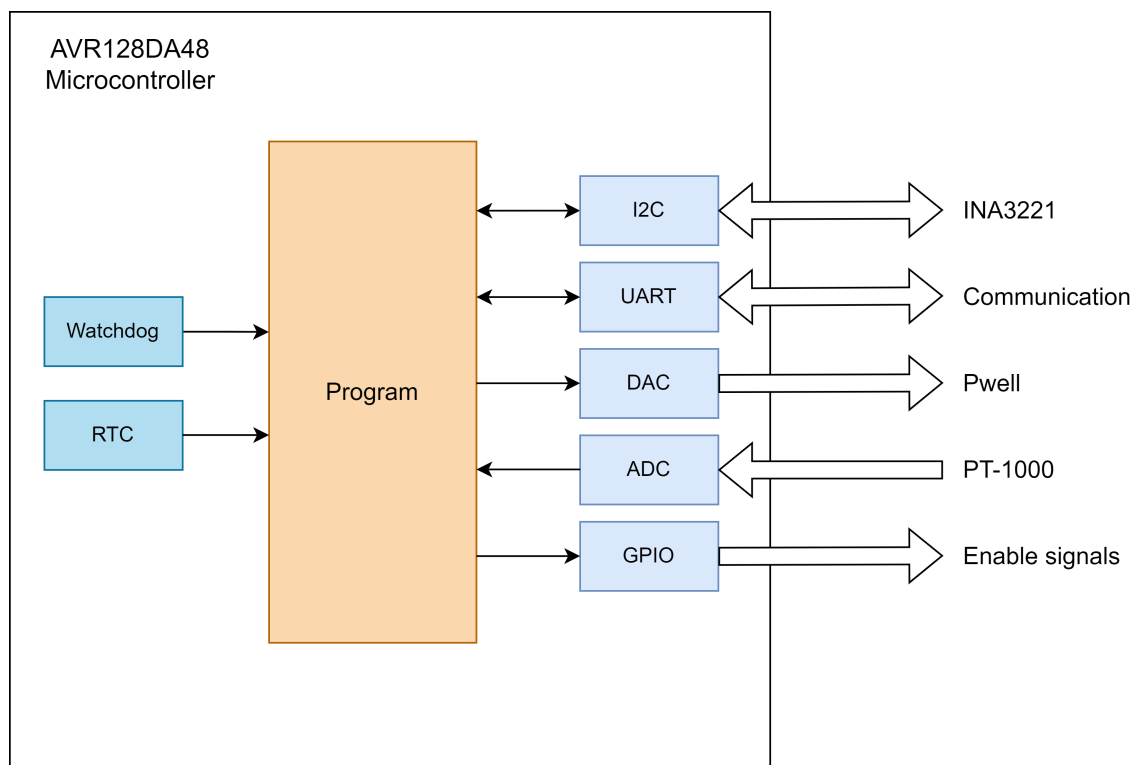 AVR128DA48
Microcontroller
I2C
INA3221
UART
Communication
Watchdog
DAC
Pwell
Program
RTC
ADC
PT-1000
GPIO
Enable signals